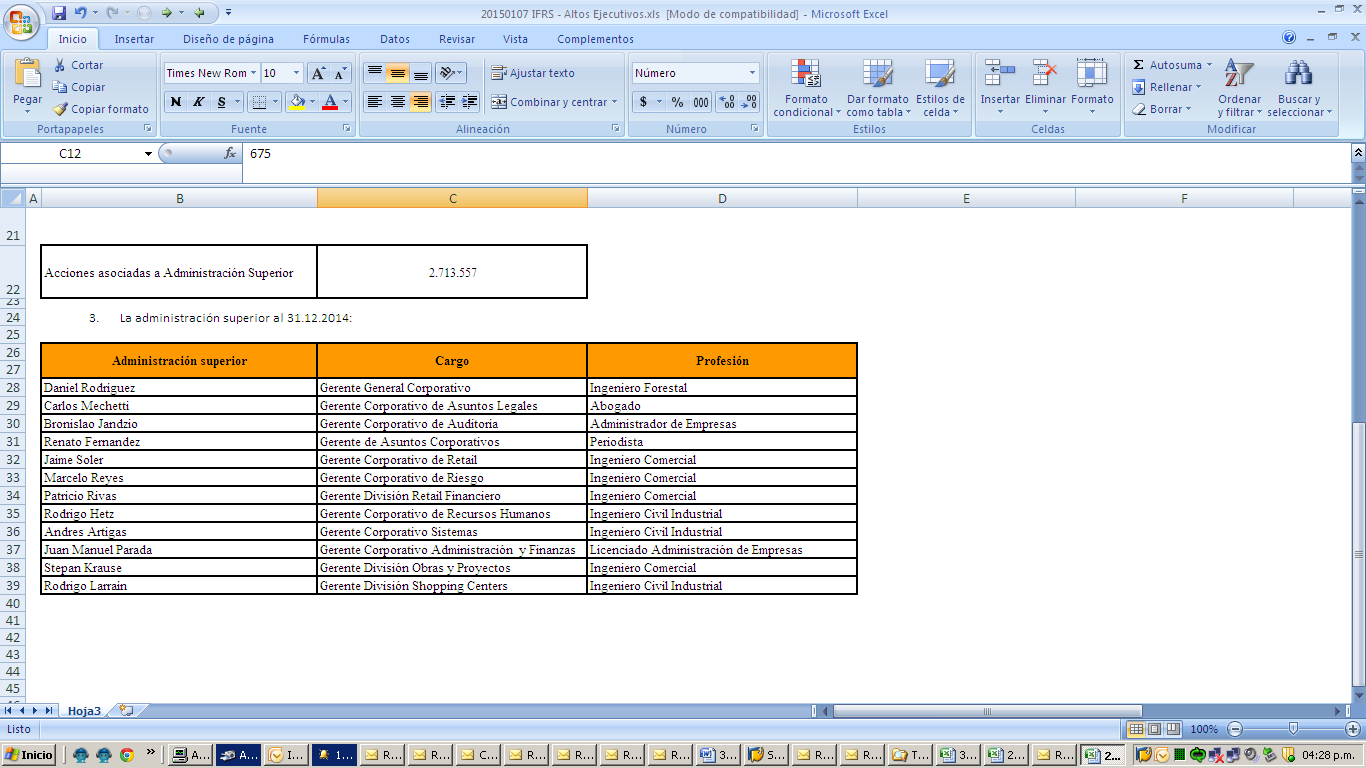 20150107 IFRS - Altos Ejecutivos.xls [Modo de compatibilidad] - Microsoft Excel
Inicio Insertar Diseño de página Fórmulas Datos Revisar Vista Complementos
Pegar Cortar Copiar Copiar formato
Times New Rom 10
N K S
Ajustar texto
Combinar y centrar
Número
$ % 000
Formato condicional Dar formato como tabla Estilos de celda
Insertar Eliminar Formato
Σ Autosuma Rellenar Borrar
Ordenar y filtrar Buscar y seleccionar
Portapapeles Fuente Alineación Número Estilos Celdas Modificar
C12 fx 675
A B C D E F
21
22 Acciones asociadas a Administración Superior 2.713.557
23
24 3. La administración superior al 31.12.2014:
25
26 Administración superior Cargo Profesión
27
28 Daniel Rodriguez Gerente General Corporativo Ingeniero Forestal
29 Carlos Mechetti Gerente Corporativo de Asuntos Legales Abogado
30 Bronislao Jandzio Gerente Corporativo de Auditoria Administrador de Empresas
31 Renato Fernandez Gerente de Asuntos Corporativos Periodista
32 Jaime Soler Gerente Corporativo de Retail Ingeniero Comercial
33 Marcelo Reyes Gerente Corporativo de Riesgo Ingeniero Comercial
34 Patricio Rivas Gerente División Retail Financiero Ingeniero Comercial
35 Rodrigo Hetz Gerente Corporativo de Recursos Humanos Ingeniero Civil Industrial
36 Andres Artigas Gerente Corporativo Sistemas Ingeniero Civil Industrial
37 Juan Manuel Parada Gerente Corporativo Administración y Finanzas Licenciado Administración de Empresas
38 Stepan Krause Gerente División Obras y Proyectos Ingeniero Comercial
39 Rodrigo Larrain Gerente División Shopping Centers Ingeniero Civil Industrial
40
41
42
43
44
45
Hoja3
Listo 100%
Inicio » A... A... I... 1... R... R... C... R... R... R... R... 3... S... R... R... T... 3... 2... R... 2... 04:28 p.m.